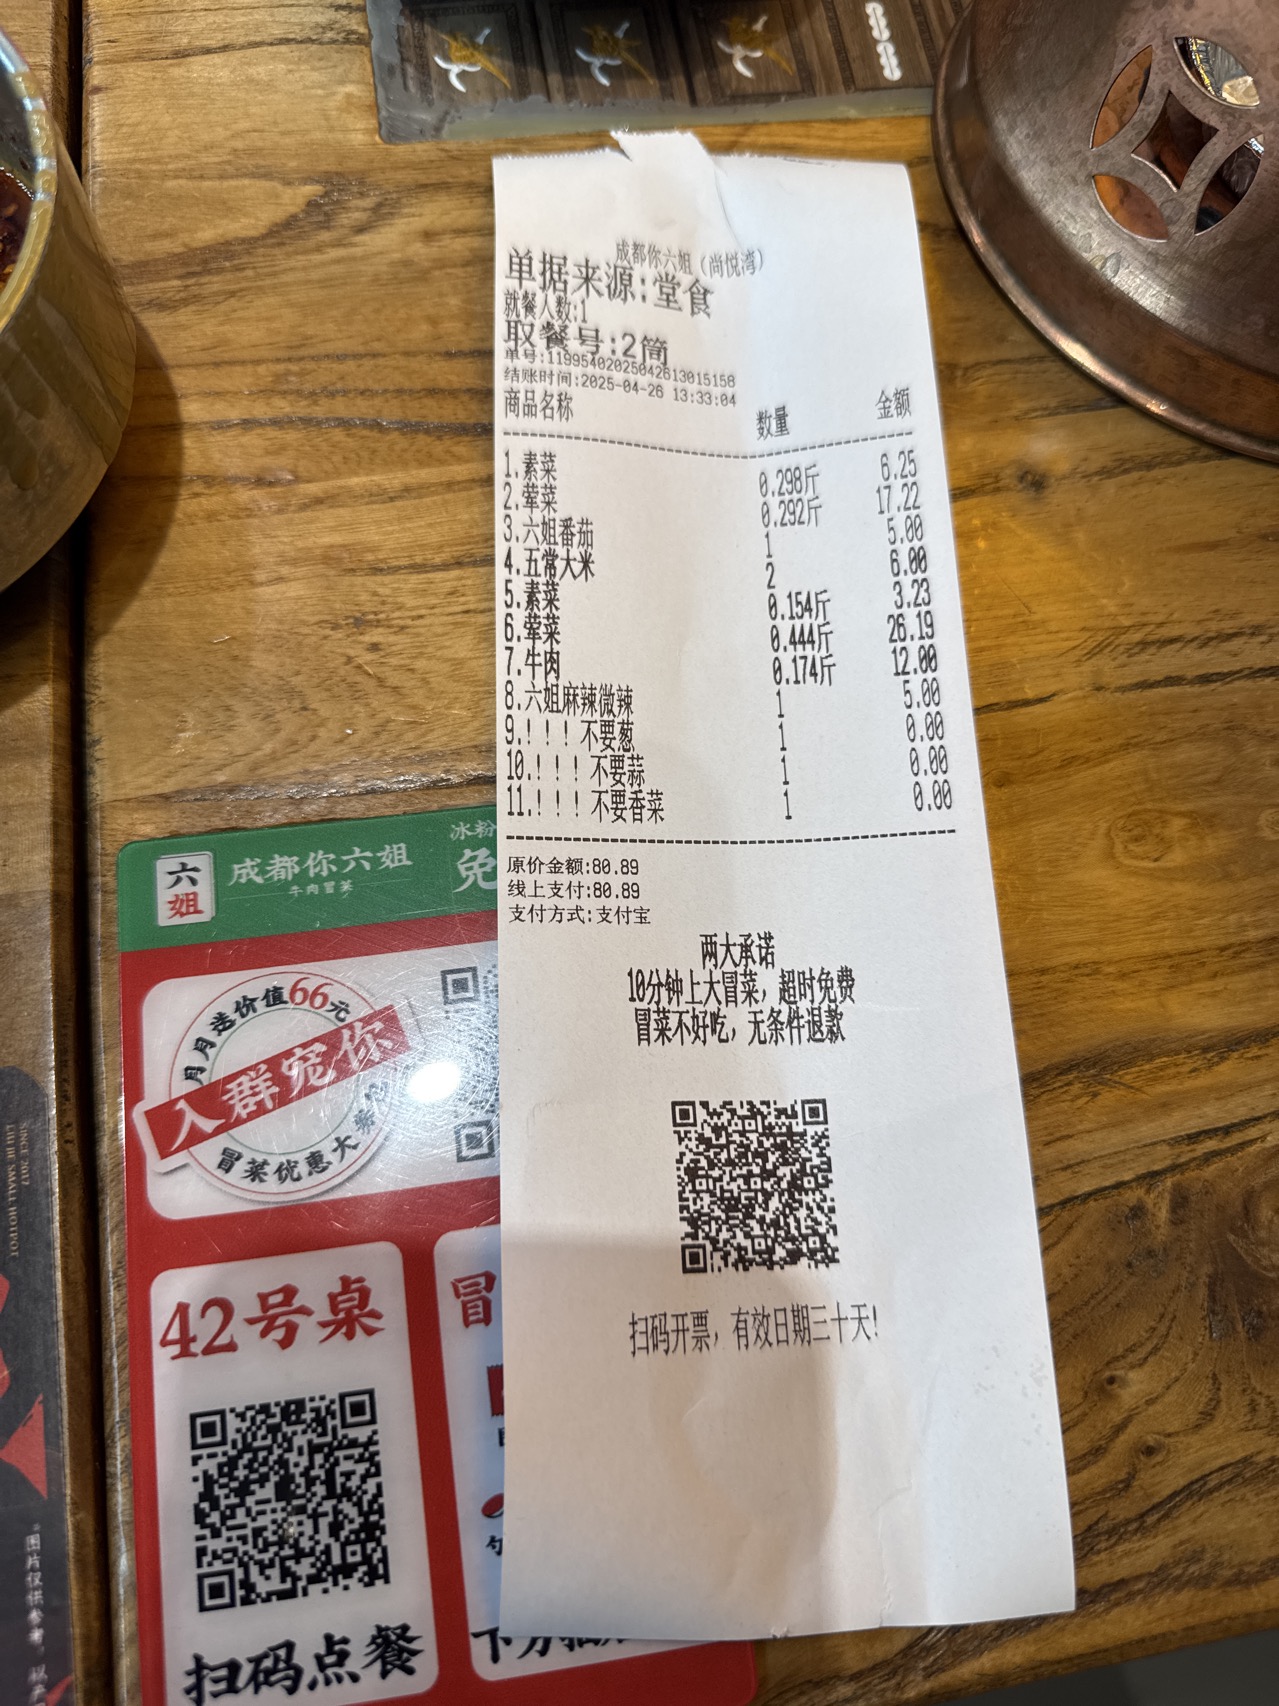 成都你六姐(尚悦湾)
单据来源:堂食
就餐人数:1
取餐号:2筒
单号:11995402025042613015158
结账时间:2025-04-26 13:33:04
商品名称 数量 金额
1.素菜 0.298斤 6.25
2.荤菜 0.292斤 17.22
3.六姐番茄 1 5.00
4.五常大米 2 6.00
5.素菜 0.154斤 3.23
6.荤菜 0.444斤 26.19
7.牛肉 0.174斤 12.00
8.六姐麻辣微辣 1 5.00
9.!!!不要葱 1 0.00
10.!!!不要蒜 1 0.00
11.!!!不要香菜 1 0.00
原价金额:80.89
线上支付:80.89
支付方式:支付宝
两大承诺
10分钟上大冒菜，超时免费
冒菜不好吃，无条件退款
扫码开票，有效日期三十天!
六姐
成都你六姐
牛肉冒菜
冰粉
免
月月送价值66元
入群宠你
冒菜优惠大
42号桌
冒
扫码点餐
SINCE 2017
SMALL HOTPOT
图片仅供参考，